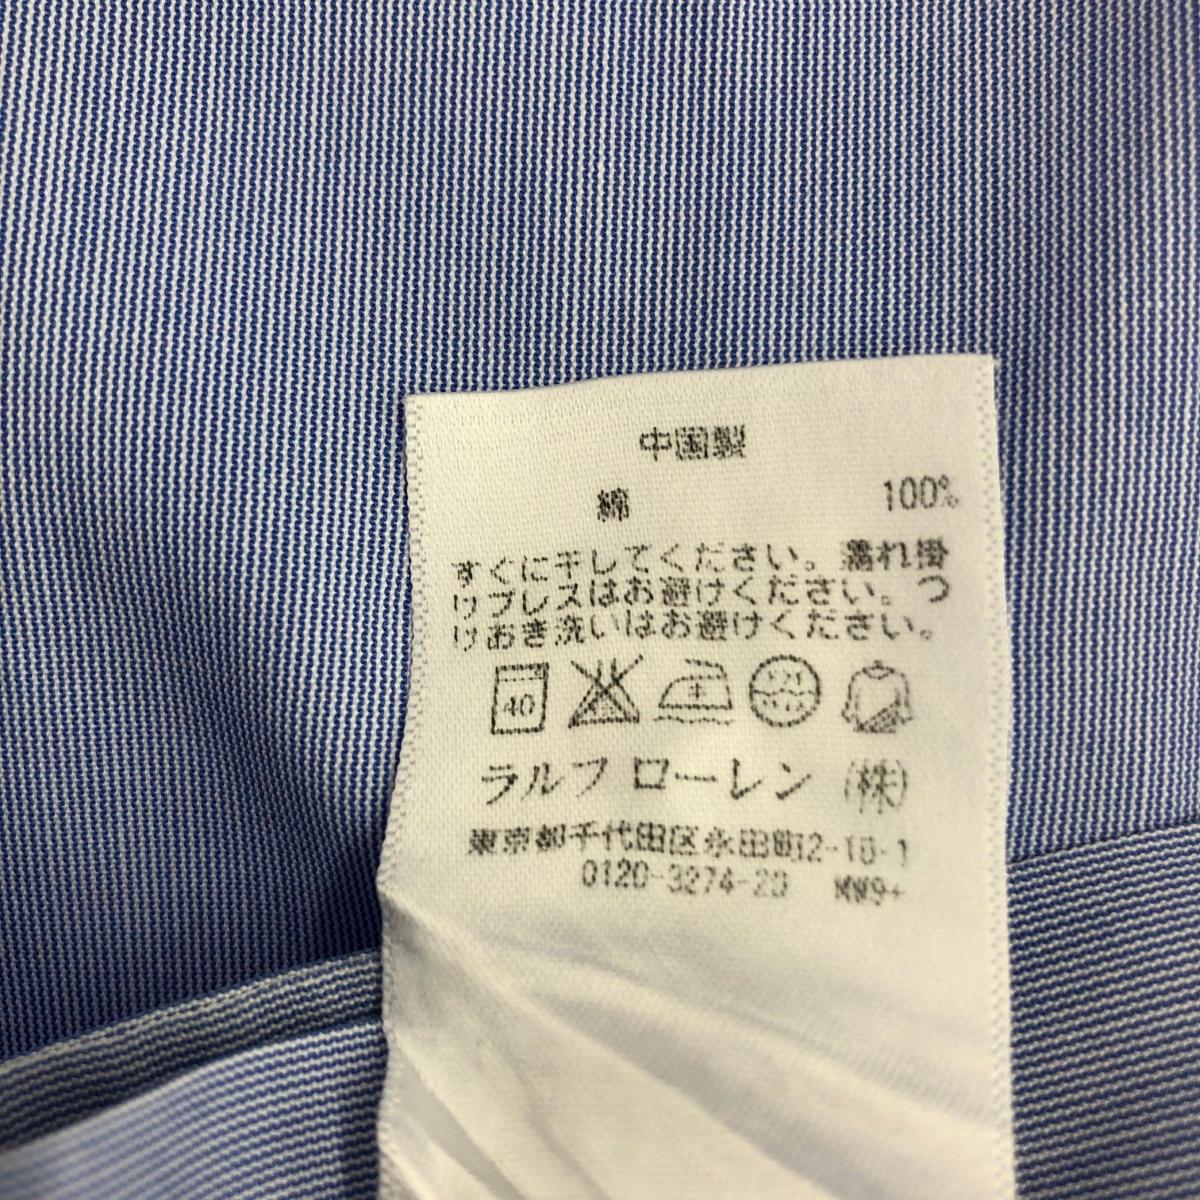 中国製
綿 100%
すぐに干してください。濡れ掛
けプレスはお避けください。つ
けおき洗いはお避けください。
40
ラルフ ローレン (株)
東京都千代田区永田町2-10-1
0120-3274-20 MW9+